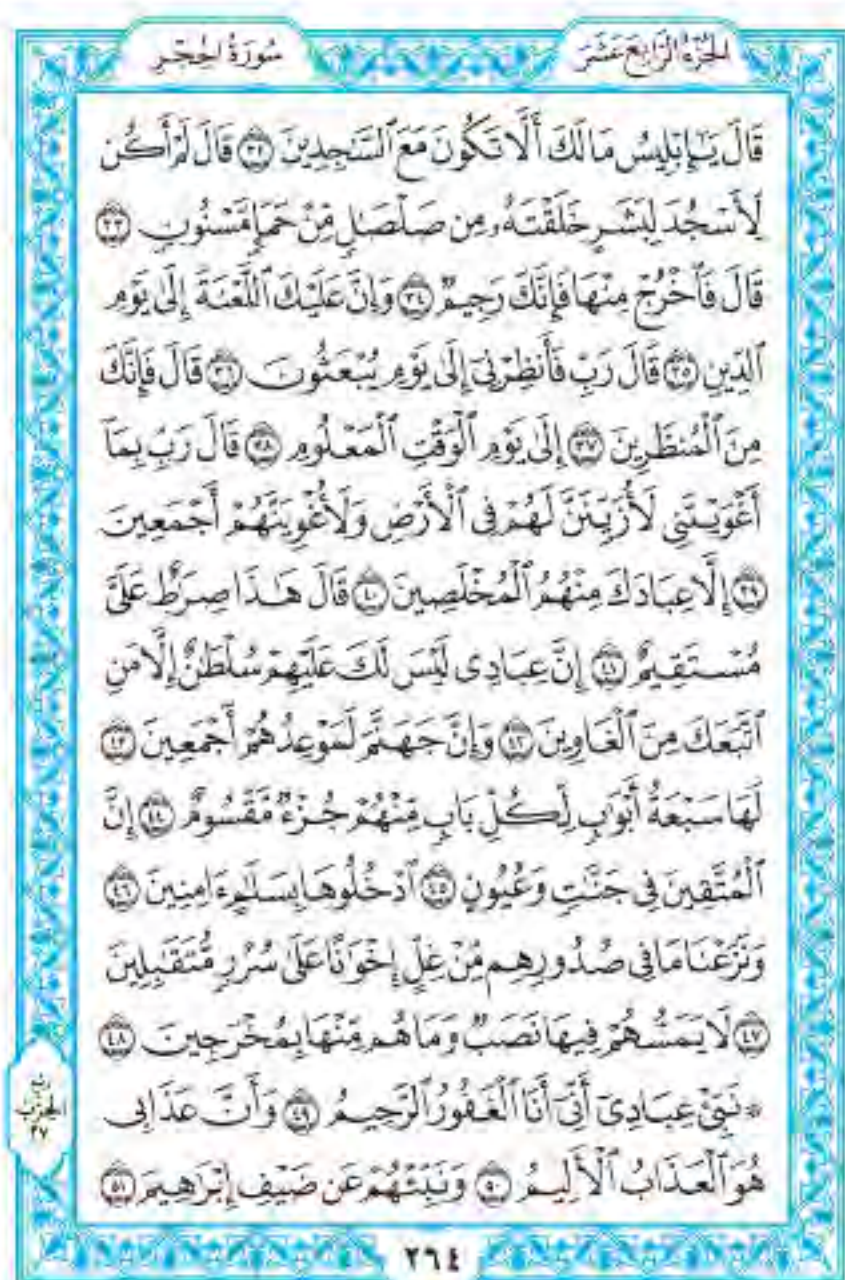 الجزء الرابع عشر
سورة الحجر
قَالَ يَـٰٓإِبْلِيسُ مَا لَكَ أَلَّا تَكُونَ مَعَ ٱلسَّـٰجِدِينَ ٣٢ قَالَ لَمْ أَكُن
لِّأَسْجُدَ لِبَشَرٍ خَلَقْتَهُۥ مِن صَلْصَـٰلٍ مِّنْ حَمَإٍ مَّسْنُونٍ ٣٣
قَالَ فَٱخْرُجْ مِنْهَا فَإِنَّكَ رَجِيمٌ ٣٤ وَإِنَّ عَلَيْكَ ٱللَّعْنَةَ إِلَىٰ يَوْمِ
ٱلدِّينِ ٣٥ قَالَ رَبِّ فَأَنظِرْنِىٓ إِلَىٰ يَوْمِ يُبْعَثُونَ ٣٦ قَالَ فَإِنَّكَ
مِنَ ٱلْمُنظَرِينَ ٣٧ إِلَىٰ يَوْمِ ٱلْوَقْتِ ٱلْمَعْلُومِ ٣٨ قَالَ رَبِّ بِمَآ
أَغْوَيْتَنِى لَأُزَيِّنَنَّ لَهُمْ فِى ٱلْأَرْضِ وَلَأُغْوِيَنَّهُمْ أَجْمَعِينَ
٣٩ إِلَّا عِبَادَكَ مِنْهُمُ ٱلْمُخْلَصِينَ ٤٠ قَالَ هَـٰذَا صِرَٰطٌ عَلَىَّ
مُسْتَقِيمٌ ٤١ إِنَّ عِبَادِى لَيْسَ لَكَ عَلَيْهِمْ سُلْطَـٰنٌ إِلَّا مَنِ
ٱتَّبَعَكَ مِنَ ٱلْغَاوِينَ ٤٢ وَإِنَّ جَهَنَّمَ لَمَوْعِدُهُمْ أَجْمَعِينَ ٤٣
لَهَا سَبْعَةُ أَبْوَٰبٍ لِّكُلِّ بَابٍ مِّنْهُمْ جُزْءٌ مَّقْسُومٌ ٤٤ إِنَّ
ٱلْمُتَّقِينَ فِى جَنَّـٰتٍ وَعُيُونٍ ٤٥ ٱدْخُلُوهَا بِسَلَـٰمٍ ءَامِنِينَ ٤٦
وَنَزَعْنَا مَا فِى صُدُورِهِم مِّنْ غِلٍّ إِخْوَٰنًا عَلَىٰ سُرُرٍ مُّتَقَـٰبِلِينَ
٤٧ لَا يَمَسُّهُمْ فِيهَا نَصَبٌ وَمَا هُم مِّنْهَا بِمُخْرَجِينَ ٤٨
۞ نَبِّئْ عِبَادِىٓ أَنِّىٓ أَنَا ٱلْغَفُورُ ٱلرَّحِيمُ ٤٩ وَأَنَّ عَذَابِى
هُوَ ٱلْعَذَابُ ٱلْأَلِيمُ ٥٠ وَنَبِّئْهُمْ عَن ضَيْفِ إِبْرَٰهِيمَ ٥١
ربع
الحزب
٢٧
٢٦٤